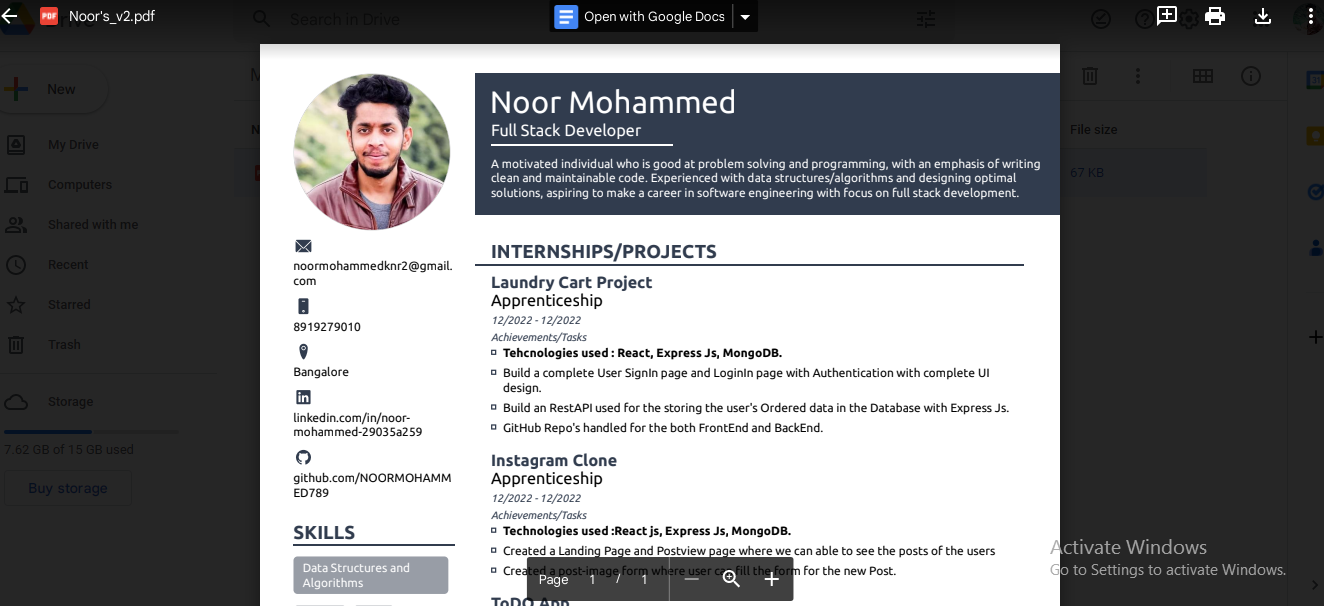 PDF Noor's_v2.pdf
Search in Drive
Open with Google Docs
New
My Drive
Computers
Shared with me
Recent
Starred
Trash
Storage
7.62 GB of 15 GB used
Buy storage
File size
67 KB
Noor Mohammed
Full Stack Developer
A motivated individual who is good at problem solving and programming, with an emphasis of writing
clean and maintainable code. Experienced with data structures/algorithms and designing optimal
solutions, aspiring to make a career in software engineering with focus on full stack development.
noormohammedknr2@gmail.
com
8919279010
Bangalore
linkedin.com/in/noor-
mohammed-29035a259
github.com/NOORMOHAMM
ED789
SKILLS
Data Structures and
Algorithms
INTERNSHIPS/PROJECTS
Laundry Cart Project
Apprenticeship
12/2022 - 12/2022
Achievements/Tasks
Tehcnologies used : React, Express Js, MongoDB.
Build a complete User SignIn page and LoginIn page with Authentication with complete UI
design.
Build an RestAPI used for the storing the user's Ordered data in the Database with Express Js.
GitHub Repo's handled for the both FrontEnd and BackEnd.
Instagram Clone
Apprenticeship
12/2022 - 12/2022
Achievements/Tasks
Technologies used :React js, Express Js, MongoDB.
Created a Landing Page and Postview page where we can able to see the posts of the users
Created a post-image form where user can fill the form for the new Post.
ToDO App
Page 1 / 1
Activate Windows
Go to Settings to activate Windows.